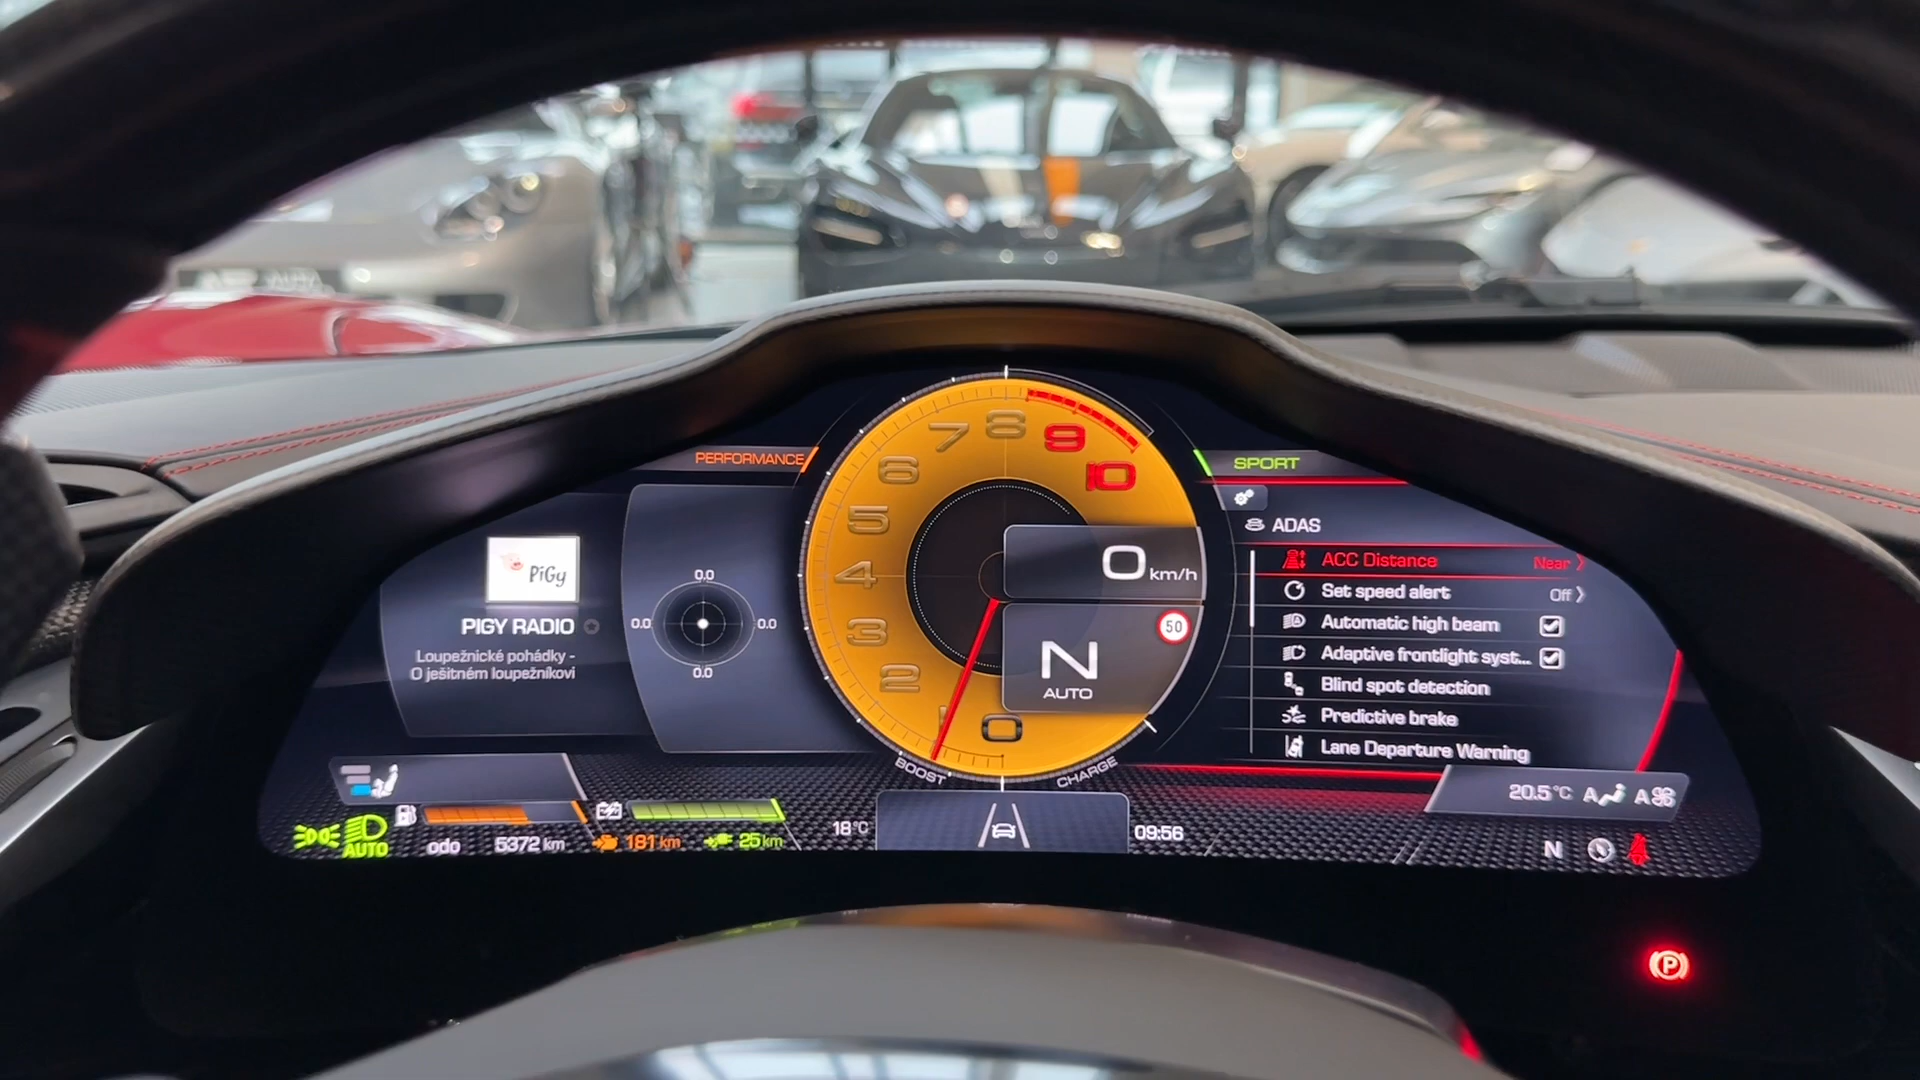 PERFORMANCE
PiGy
PIGY RADIO
Loupežnické pohádky -
O ješitném loupežníkovi
0.0
0.0
0.0
0.0
7
8
9
10
6
5
4
3
2
1
0
0 km/h
50
N
AUTO
BOOST
CHARGE
SPORT
ADAS
ACC Distance Near
Set speed alert Off
Automatic high beam
Adaptive frontlight syst...
Blind spot detection
Predictive brake
Lane Departure Warning
20.5°C A A
AUTO
odo 5372 km
181 km
25 km
18°C
09:56
N
P